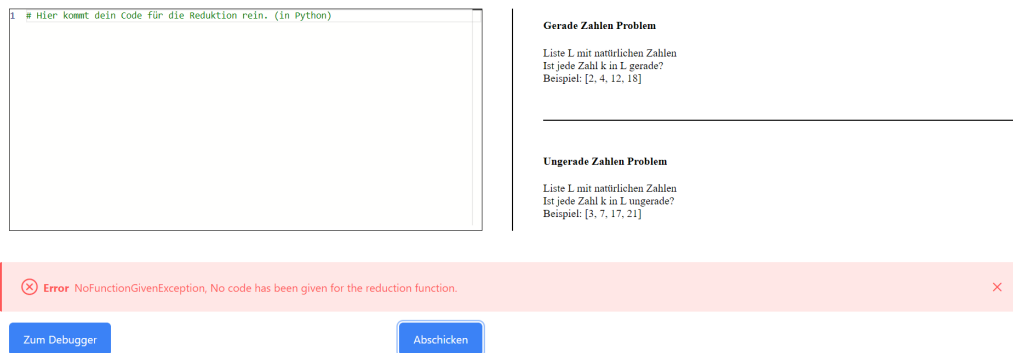 1 # Hier kommt dein Code für die Reduktion rein. (in Python)
Gerade Zahlen Problem
Liste L mit natürlichen Zahlen
Ist jede Zahl k in L gerade?
Beispiel: [2, 4, 12, 18]
Ungerade Zahlen Problem
Liste L mit natürlichen Zahlen
Ist jede Zahl k in L ungerade?
Beispiel: [3, 7, 17, 21]
Error NoFunctionGivenException, No code has been given for the reduction function.
Zum Debugger
Abschicken